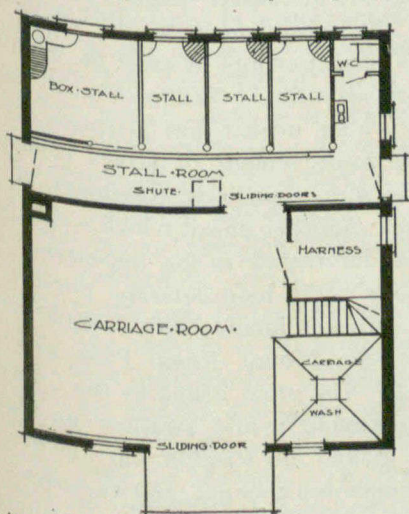 W.C.
BOX·STALL
STALL
STALL
STALL
STALL·ROOM
SHUTE·
SLIDING·DOORS
HARNESS
CARRIAGE·ROOM·
CARRIAGE
WASH
SLIDING·DOOR